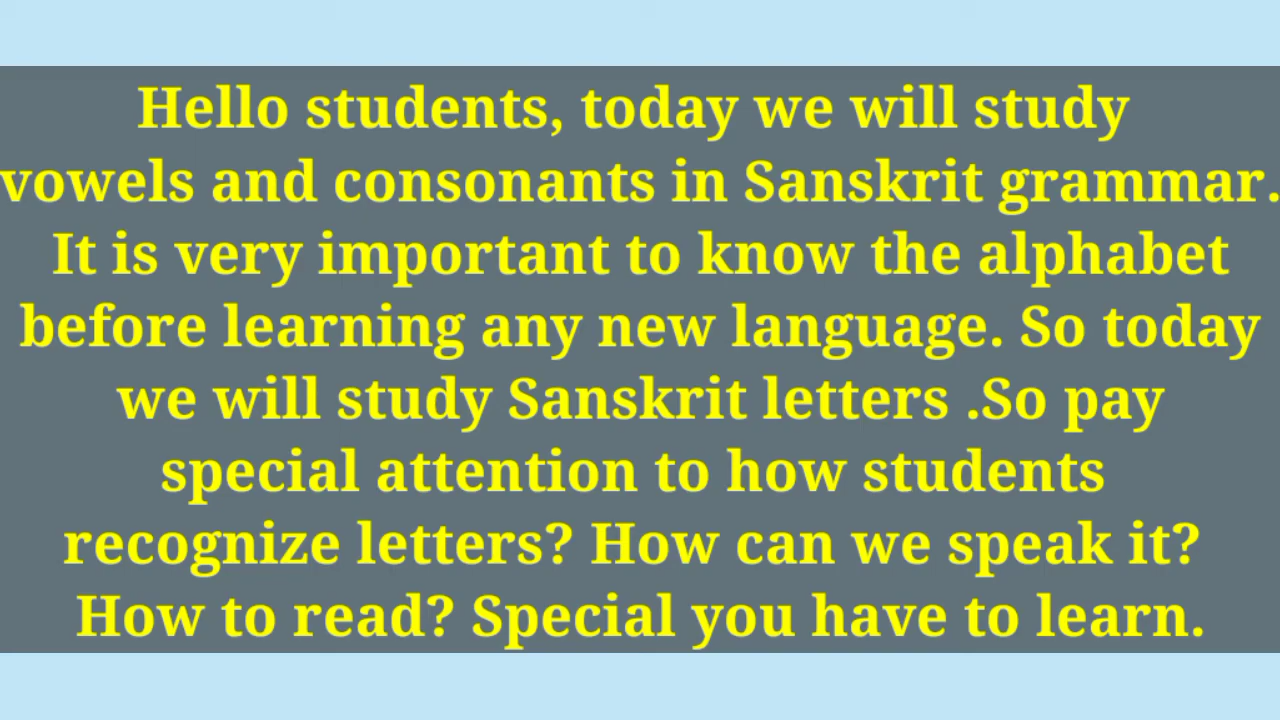 Hello students, today we will study
vowels and consonants in Sanskrit grammar.
It is very important to know the alphabet
before learning any new language. So today
we will study Sanskrit letters .So pay
special attention to how students
recognize letters? How can we speak it?
How to read? Special you have to learn.